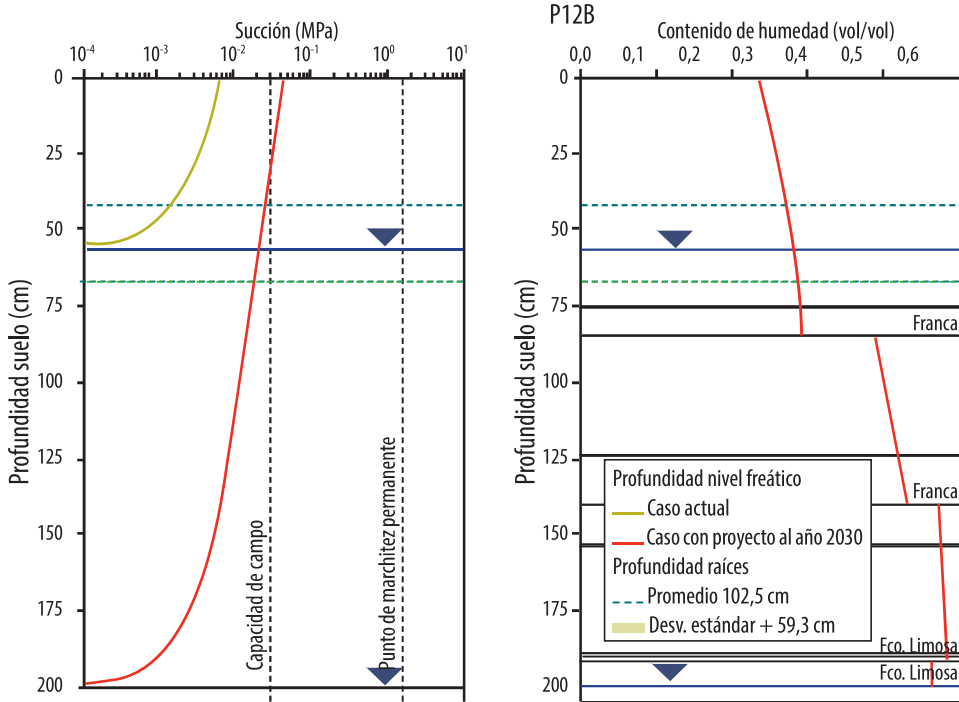 P12B
Succión (MPa)
10-4 10-3 10-2 10-1 100 101
Profundidad suelo (cm)
0
25
50
75
100
125
150
175
200
Capacidad de campo
Punto de marchitez permanente
Contenido de humedad (vol/vol)
0,0 0,1 0,2 0,3 0,4 0,5 0,6
Profundidad suelo (cm)
0
25
50
75
100
125
150
175
200
Franca
Franca
Fco. Limosa
Fco. Limosa
Profundidad nivel freático
Caso actual
Caso con proyecto al año 2030
Profundidad raíces
Promedio 102,5 cm
Desv. estándar + 59,3 cm